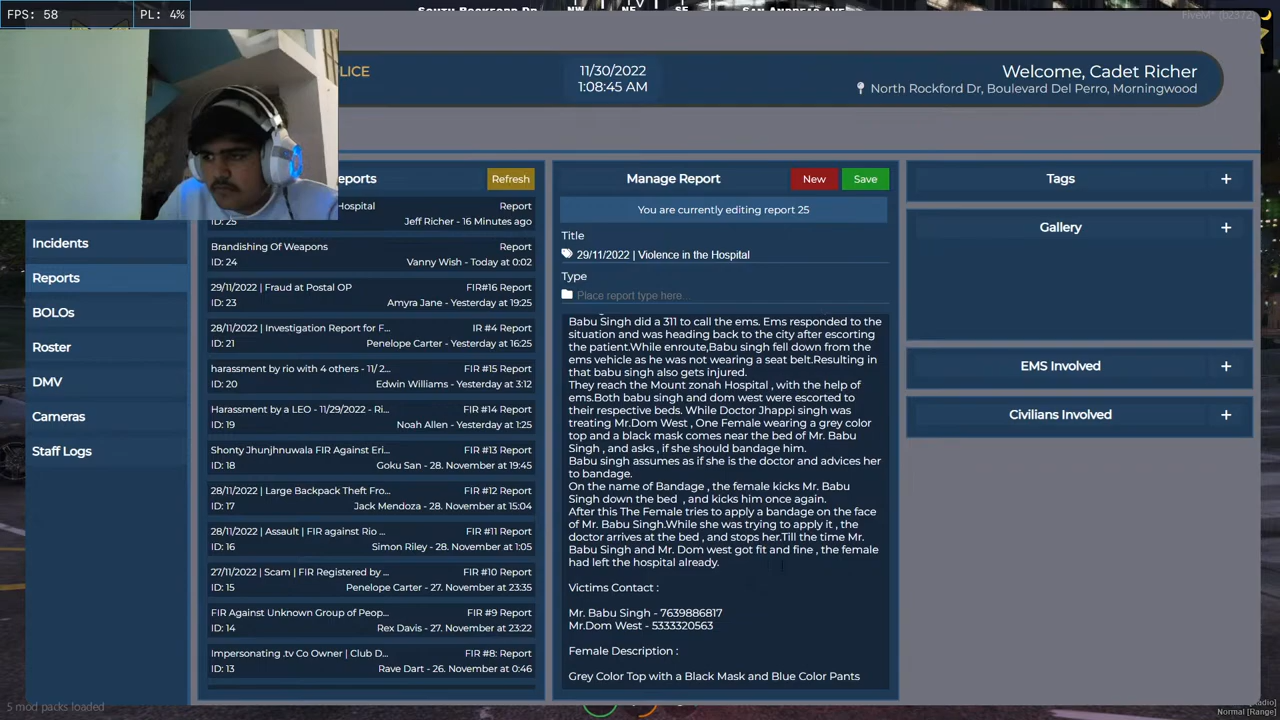 FPS: 58
PL: 4%
NW
NE
SE
FiveM® (b2372)
LICE
11/30/2022
1:08:45 AM
Welcome, Cadet Richer
North Rockford Dr, Boulevard Del Perro, Morningwood
Incidents
Reports
BOLOs
Roster
DMV
Cameras
Staff Logs
eports
Refresh
Hospital
Report
ID: 25
Jeff Richer - 16 Minutes ago
Brandishing Of Weapons
Report
ID: 24
Vanny Wish - Today at 0:02
29/11/2022 | Fraud at Postal OP
FIR#16 Report
ID: 23
Amyra Jane - Yesterday at 19:25
28/11/2022 | Investigation Report for F...
IR #4 Report
ID: 21
Penelope Carter - Yesterday at 16:25
harassment by rio with 4 others - 11/ 2...
FIR #15 Report
ID: 20
Edwin Williams - Yesterday at 3:12
Harassment by a LEO - 11/29/2022 - Ri...
FIR #14 Report
ID: 19
Noah Allen - Yesterday at 1:25
Shonty Jhunjhnuwala FIR Against Eri...
FIR #13 Report
ID: 18
Goku San - 28. November at 19:45
28/11/2022 | Large Backpack Theft Fro...
FIR #12 Report
ID: 17
Jack Mendoza - 28. November at 15:04
28/11/2022 | Assault | FIR against Rio ...
FIR #11 Report
ID: 16
Simon Riley - 28. November at 1:05
27/11/2022 | Scam | FIR Registered by ...
FIR #10 Report
ID: 15
Penelope Carter - 27. November at 23:35
FIR Against Unknown Group of Peop...
FIR #9 Report
ID: 14
Rex Davis - 27. November at 23:22
Impersonating .tv Co Owner | Club D...
FIR #8: Report
ID: 13
Rave Dart - 26. November at 0:46
Manage Report
New
Save
You are currently editing report 25
Title
29/11/2022 | Violence in the Hospital
Type
Place report type here...
Babu Singh did a 311 to call the ems. Ems responded to the
situation and was heading back to the city after escorting
the patient.While enroute,Babu singh fell down from the
ems vehicle as he was not wearing a seat belt.Resulting in
that babu singh also gets injured.
They reach the Mount zonah Hospital , with the help of
ems.Both babu singh and dom west were escorted to
their respective beds. While Doctor Jhappi singh was
treating Mr.Dom West , One Female wearing a grey color
top and a black mask comes near the bed of Mr. Babu
Singh , and asks , if she should bandage him.
Babu singh assumes as if she is the doctor and advices her
to bandage.
On the name of Bandage , the female kicks Mr. Babu
Singh down the bed , and kicks him once again.
After this The Female tries to apply a bandage on the face
of Mr. Babu Singh.While she was trying to apply it , the
doctor arrives at the bed , and stops her.Till the time Mr.
Babu Singh and Mr. Dom west got fit and fine , the female
had left the hospital already.
Victims Contact :
Mr. Babu Singh - 7639886817
Mr.Dom West - 5333320563
Female Description :
Grey Color Top with a Black Mask and Blue Color Pants
Tags
Gallery
EMS Involved
Civilians Involved
5 mod packs loaded
[Radio]
Normal [Range]